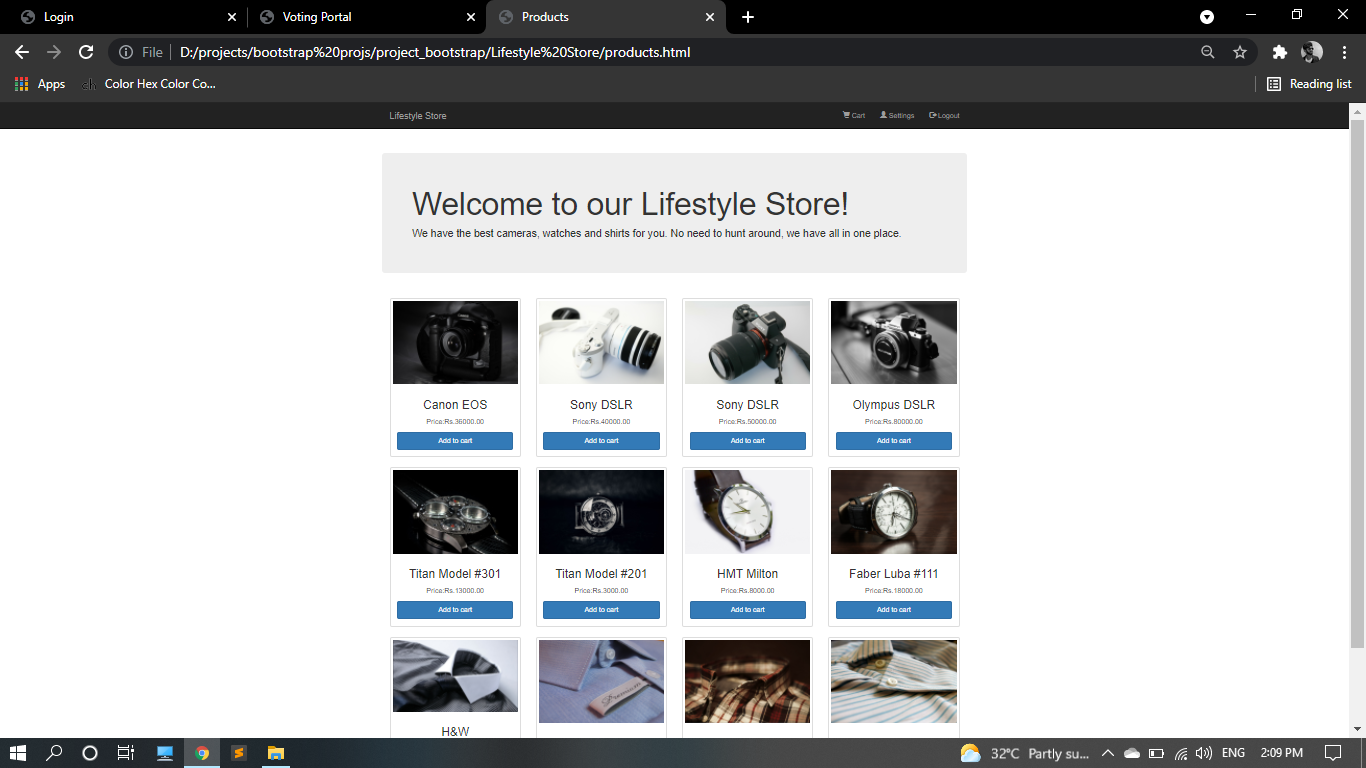 Login
Voting Portal
Products
File
D:/projects/bootstrap%20projs/project_bootstrap/Lifestyle%20Store/products.html
Apps
Color Hex Color Co...
Reading list
Lifestyle Store
Cart
Settings
Logout
Welcome to our Lifestyle Store!
We have the best cameras, watches and shirts for you. No need to hunt around, we have all in one place.
Canon EOS
Sony DSLR
Sony DSLR
Olympus DSLR
Price:Rs.36000.00
Price:Rs.40000.00
Price:Rs.50000.00
Price:Rs.80000.00
Add to cart
Add to cart
Add to cart
Add to cart
Titan Model #301
Titan Model #201
HMT Milton
Faber Luba #111
Price:Rs.13000.00
Price:Rs.3000.00
Price:Rs.8000.00
Price:Rs.18000.00
Add to cart
Add to cart
Add to cart
Add to cart
H&W
32°C Partly su...
ENG
2:09 PM